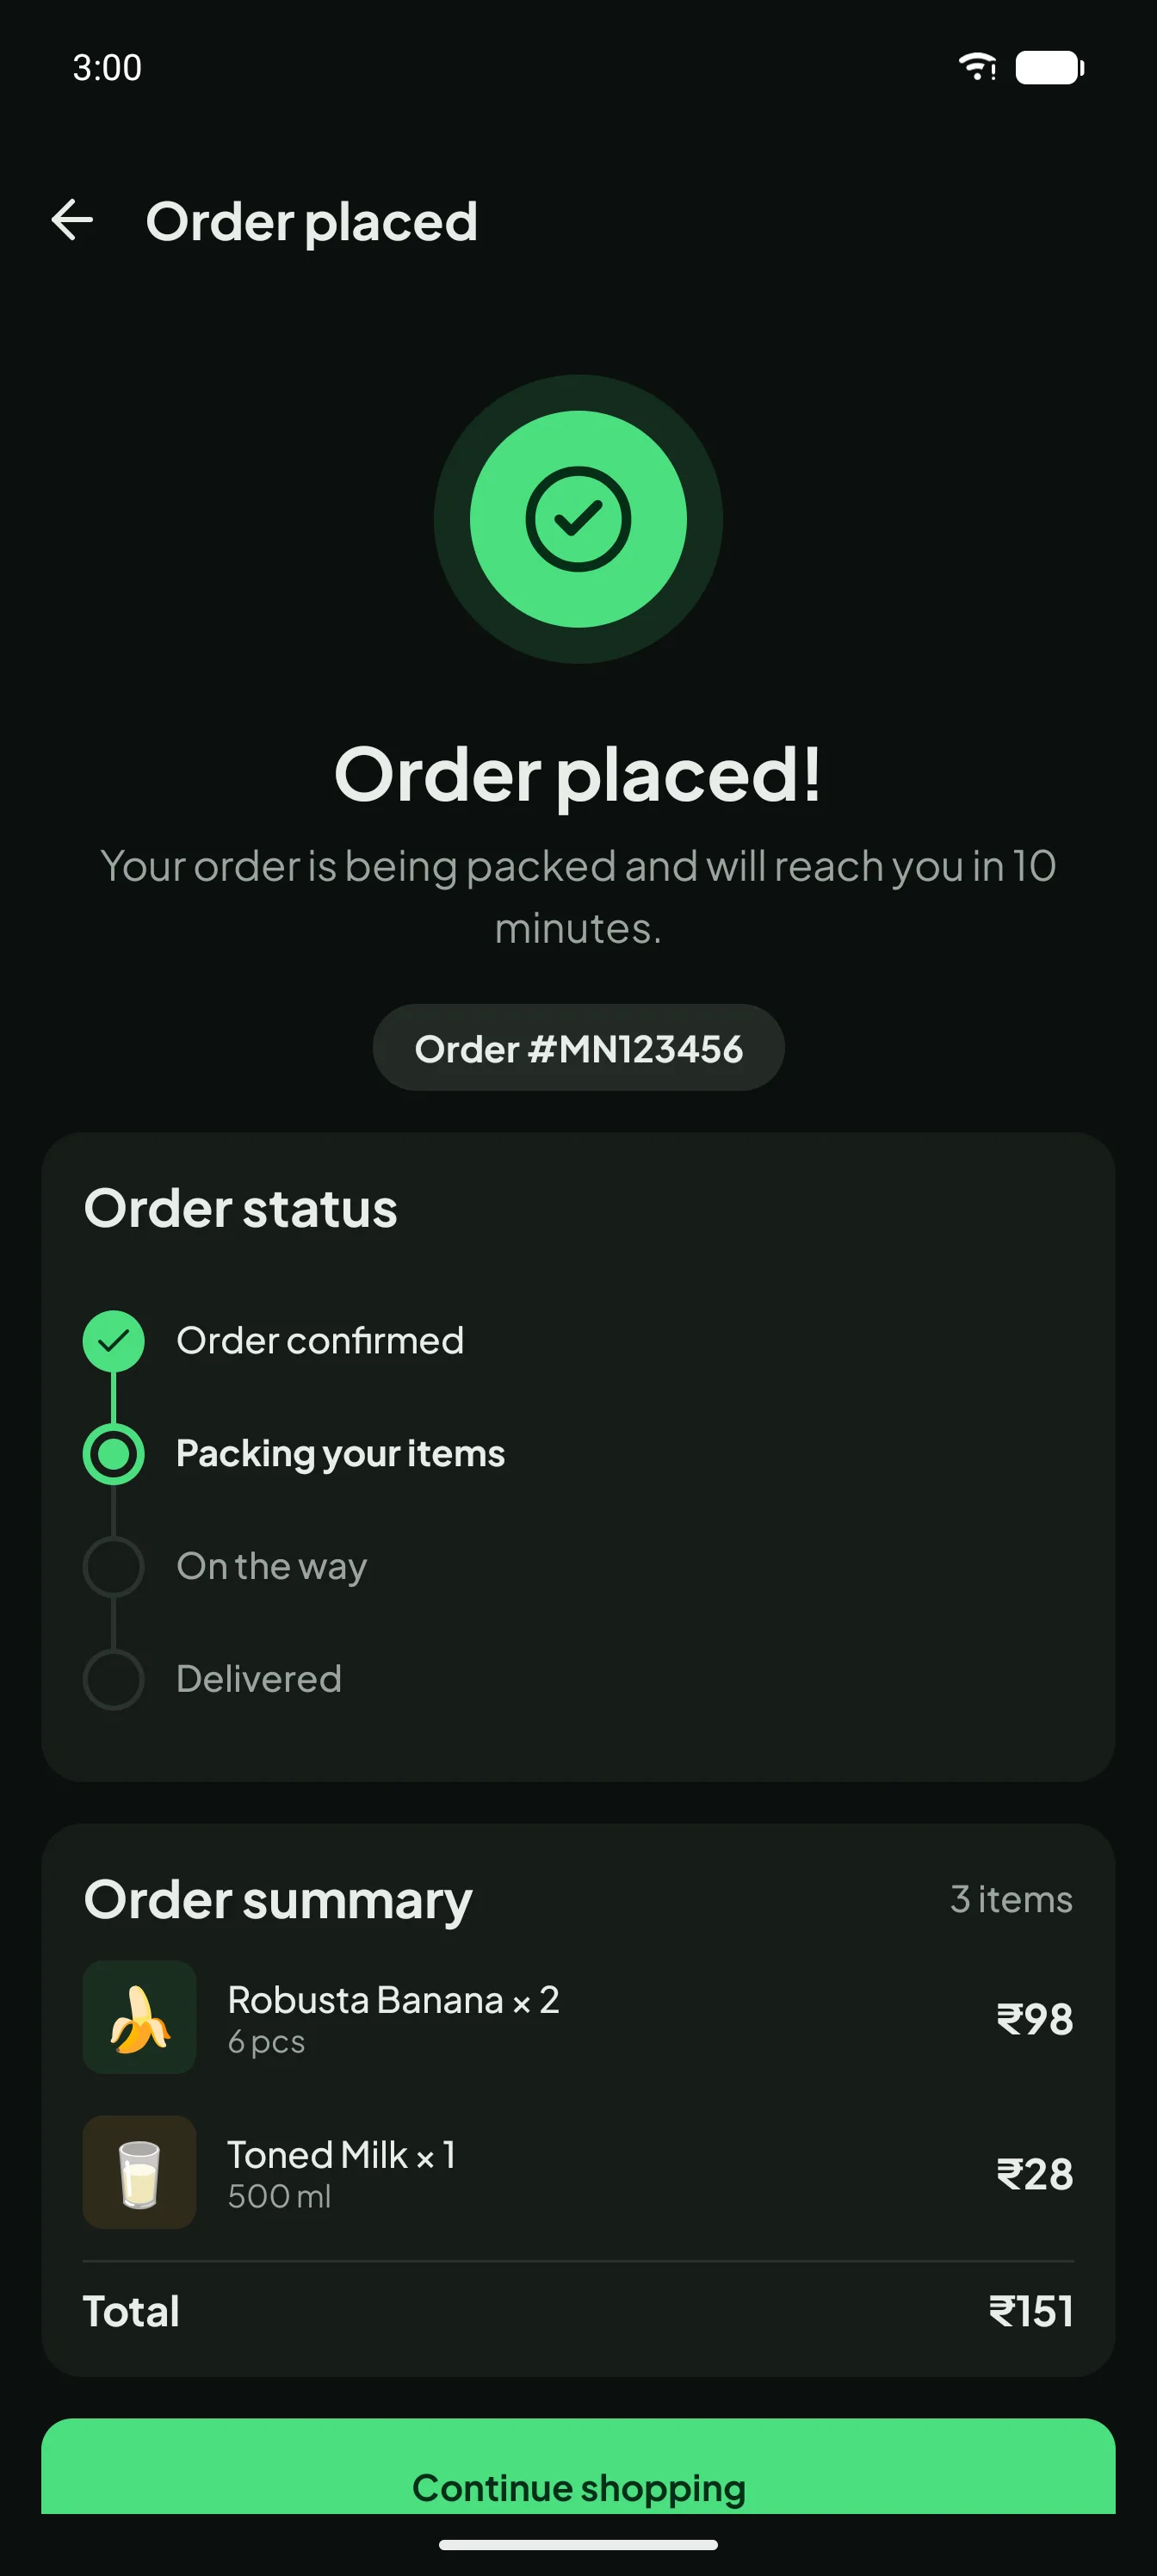 3:00
Order placed
Order placed!
Your order is being packed and will reach you in 10
minutes.
Order #MN123456
Order status
Order confirmed
Packing your items
On the way
Delivered
Order summary
3 items
Robusta Banana × 2
6 pcs
₹98
Toned Milk × 1
500 ml
₹28
Total
₹151
Continue shopping